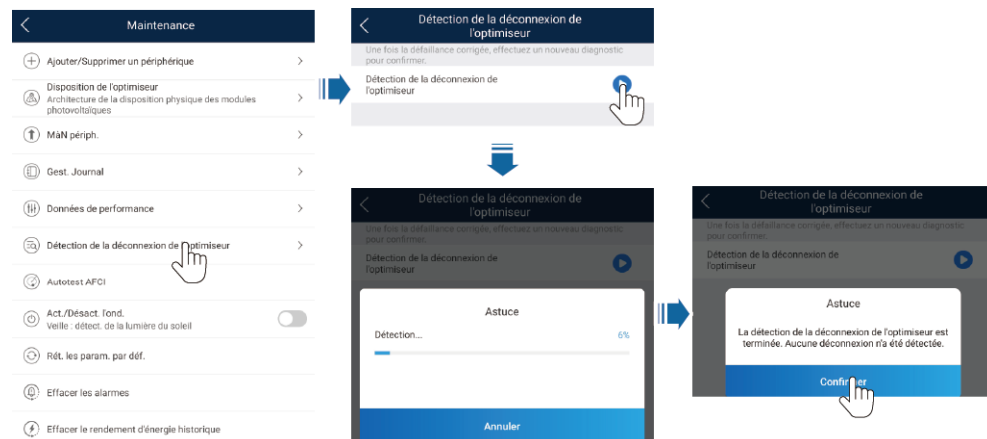 Maintenance
Ajouter/Supprimer un périphérique
Disposition de l'optimiseur
Architecture de la disposition physique des modules
photovoltaïques
MàN périph.
Gest. Journal
Données de performance
Détection de la déconnexion de l'optimiseur
Autotest AFCI
Act./Désact. l'ond.
Veille : détect. de la lumière du soleil
Rét. les param. par déf.
Effacer les alarmes
Effacer le rendement d'énergie historique
Détection de la déconnexion de
l'optimiseur
Une fois la défaillance corrigée, effectuez un nouveau diagnostic
pour confirmer.
Détection de la déconnexion de
l'optimiseur
Détection de la déconnexion de
l'optimiseur
Une fois la défaillance corrigée, effectuez un nouveau diagnostic
pour confirmer.
Détection de la déconnexion de
l'optimiseur
Astuce
Détection...
6%
Annuler
Détection de la déconnexion de
l'optimiseur
Une fois la défaillance corrigée, effectuez un nouveau diagnostic
pour confirmer.
Détection de la déconnexion de
l'optimiseur
Astuce
La détection de la déconnexion de l'optimiseur est
terminée. Aucune déconnexion n'a été détectée.
Confirmer